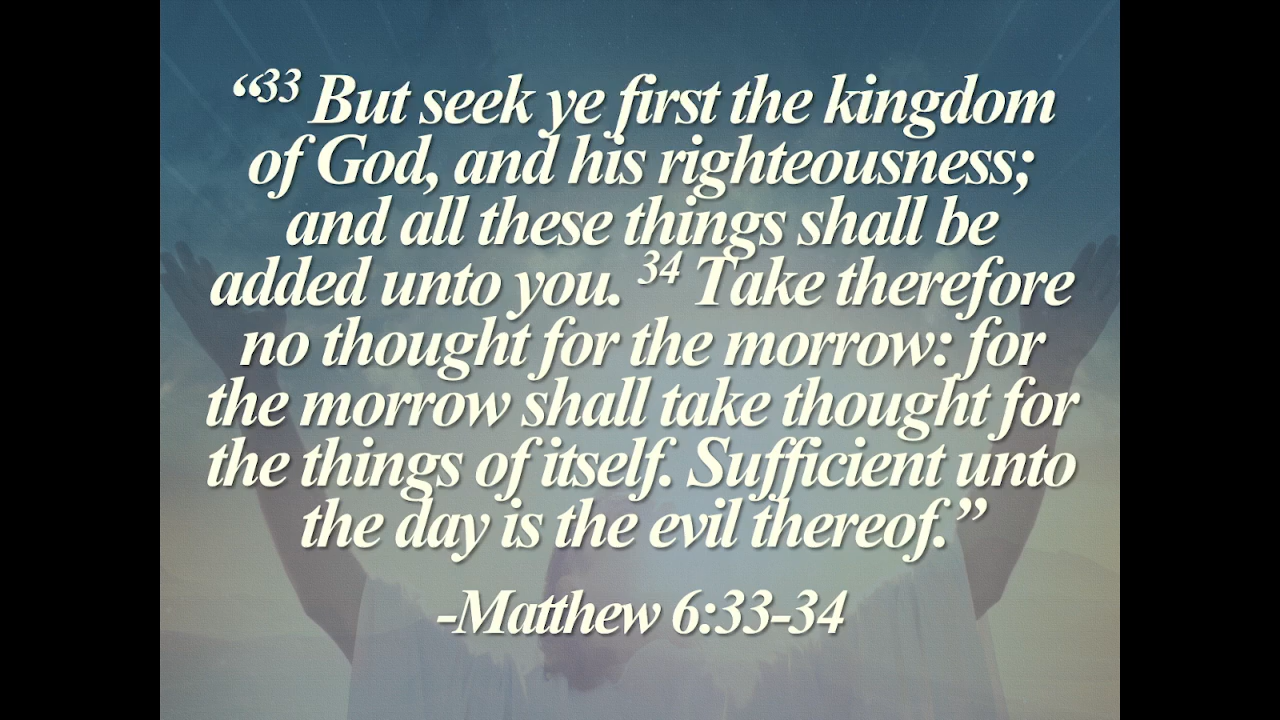 “33 But seek ye first the kingdom
of God, and his righteousness;
and all these things shall be
added unto you. 34 Take therefore
no thought for the morrow: for
the morrow shall take thought for
the things of itself. Sufficient unto
the day is the evil thereof.”
-Matthew 6:33-34